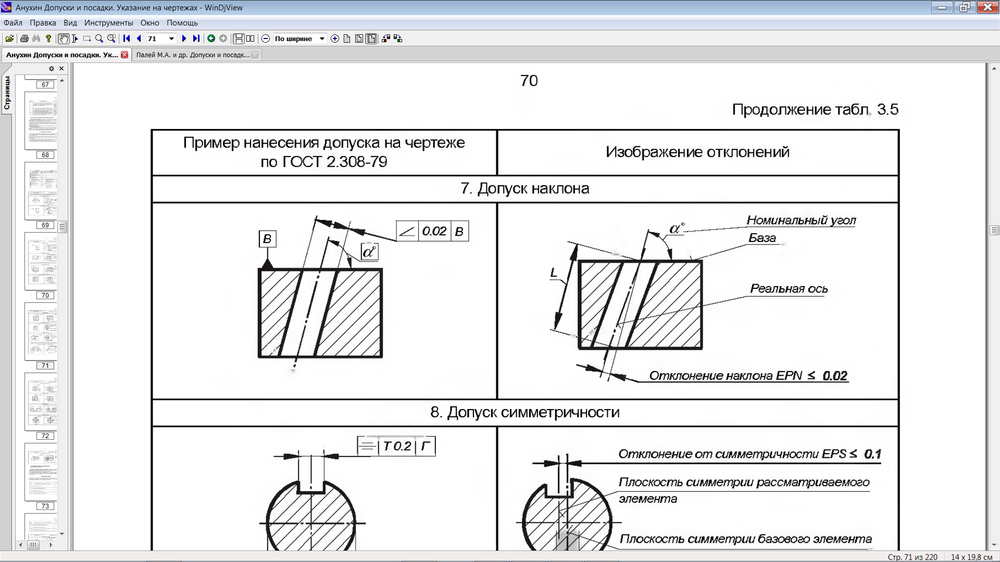 Анухин Допуски и посадки. Указание на чертежах - WinDjView
Файл Правка Вид Инструменты Окно Помощь
71
По ширине
Анухин Допуски и посадки. Ук...
Палей М.А. и др. Допуски и посадк...
Страницы
67
68
69
70
71
72
73
70
Продолжение табл. 3.5
Пример нанесения допуска на чертеже
по ГОСТ 2.308-79
Изображение отклонений
7. Допуск наклона
B
0.02 B
α°
α°
Номинальный угол
База
L
Реальная ось
Отклонение наклона EPN ≤ 0.02
8. Допуск симметричности
T 0.2 Г
Отклонение от симметричности EPS ≤ 0.1
Плоскость симметрии рассматриваемого
элемента
Плоскость симметрии базового элемента
Стр. 71 из 220 14 x 19,8 см